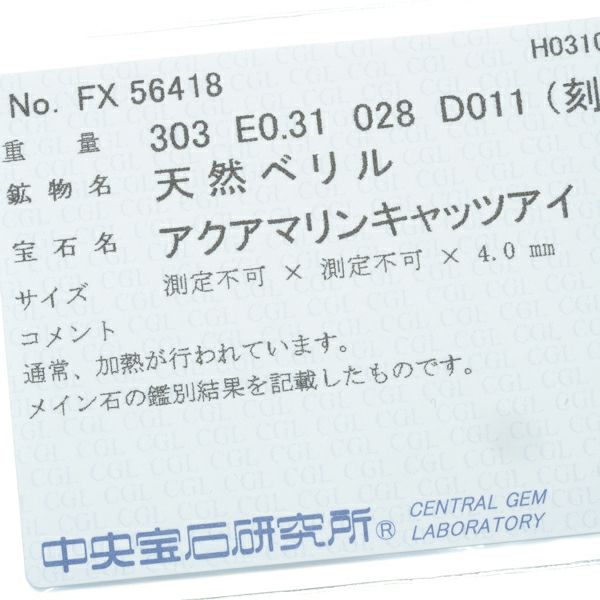 No. FX 56418
H0310
重 量 303 E0.31 028 D011（刻
鉱物名 天然ベリル
宝石名 アクアマリンキャッツアイ
サイズ 測定不可 × 測定不可 × 4.0 mm
コメント
通常、加熱が行われています。
メイン石の鑑別結果を記載したものです。
中央宝石研究所® CENTRAL GEM
LABORATORY